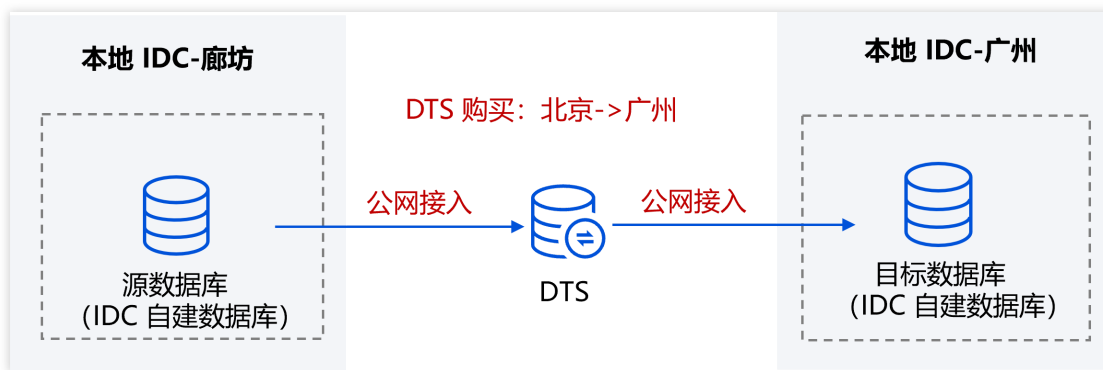 本地 IDC-廊坊
本地 IDC-广州
DTS 购买：北京->广州
公网接入
公网接入
源数据库
（IDC 自建数据库）
DTS
目标数据库
（IDC 自建数据库）